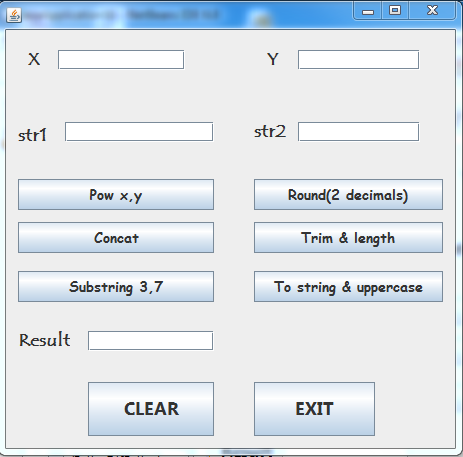 X Y
str1 str2
Pow x,y Round(2 decimals)
Concat Trim & length
Substring 3,7 To string & uppercase
Result
CLEAR EXIT